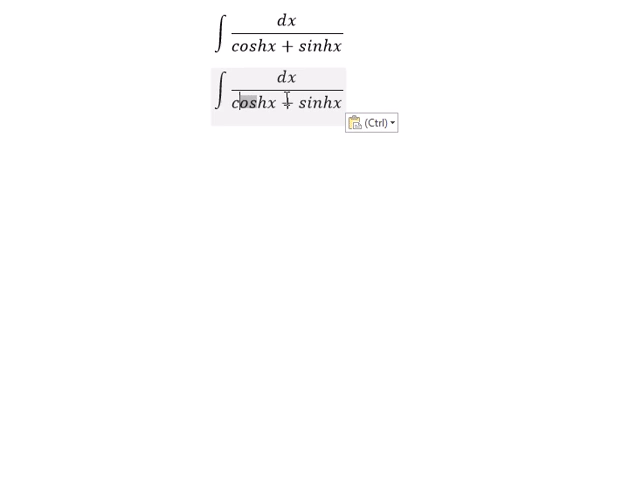 ∫ dx / (coshx + sinhx)
∫ dx / (coshx + sinhx)
(Ctrl)